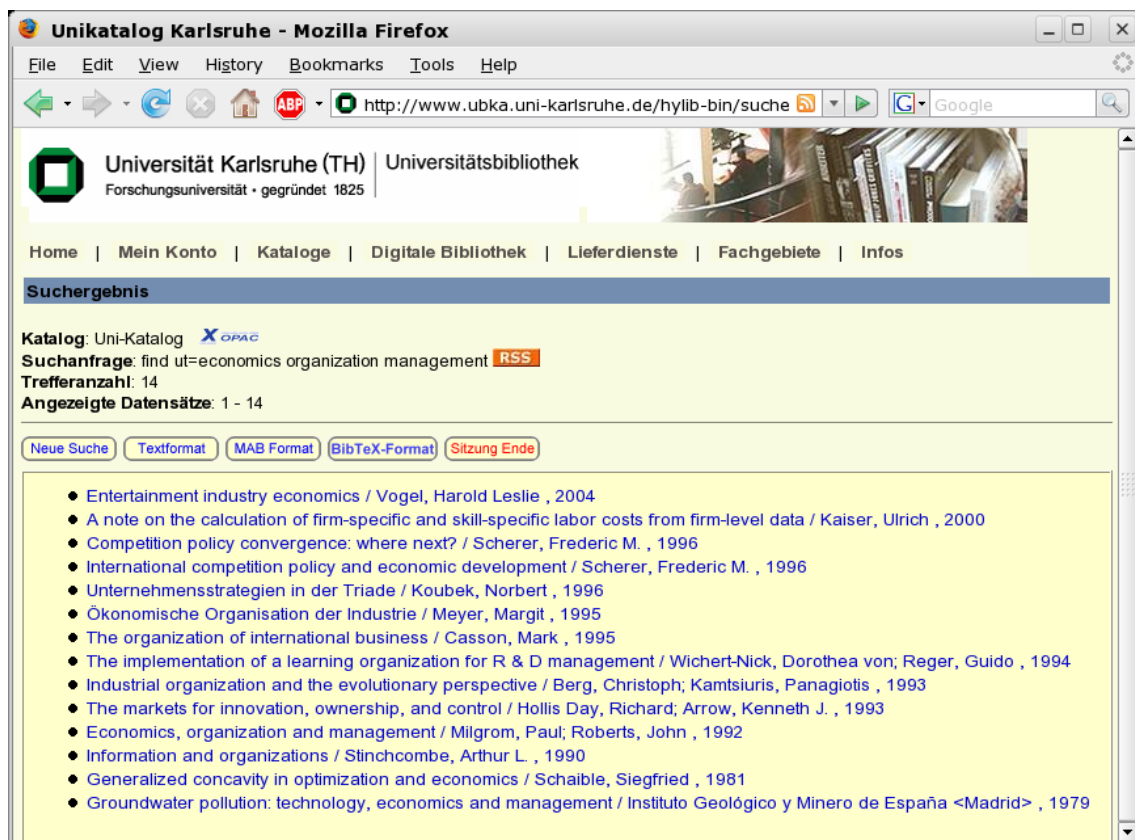 Unikatalog Karlsruhe - Mozilla Firefox
File Edit View History Bookmarks Tools Help
ABP http://www.ubka.uni-karlsruhe.de/hylib-bin/suche G Google
Universität Karlsruhe (TH) Universitätsbibliothek
Forschungsuniversität • gegründet 1825
Home | Mein Konto | Kataloge | Digitale Bibliothek | Lieferdienste | Fachgebiete | Infos
Suchergebnis
Katalog: Uni-Katalog X OPAC
Suchanfrage: find ut=economics organization management RSS
Trefferanzahl: 14
Angezeigte Datensätze: 1 - 14
Neue Suche Textformat MAB Format BibTeX-Format Sitzung Ende
Entertainment industry economics / Vogel, Harold Leslie , 2004
A note on the calculation of firm-specific and skill-specific labor costs from firm-level data / Kaiser, Ulrich , 2000
Competition policy convergence: where next? / Scherer, Frederic M. , 1996
International competition policy and economic development / Scherer, Frederic M. , 1996
Unternehmensstrategien in der Triade / Koubek, Norbert , 1996
Ökonomische Organisation der Industrie / Meyer, Margit , 1995
The organization of international business / Casson, Mark , 1995
The implementation of a learning organization for R & D management / Wichert-Nick, Dorothea von; Reger, Guido , 1994
Industrial organization and the evolutionary perspective / Berg, Christoph; Kamtsiuris, Panagiotis , 1993
The markets for innovation, ownership, and control / Hollis Day, Richard; Arrow, Kenneth J. , 1993
Economics, organization and management / Milgrom, Paul; Roberts, John , 1992
Information and organizations / Stinchcombe, Arthur L. , 1990
Generalized concavity in optimization and economics / Schaible, Siegfried , 1981
Groundwater pollution: technology, economics and management / Instituto Geológico y Minero de España <Madrid> , 1979